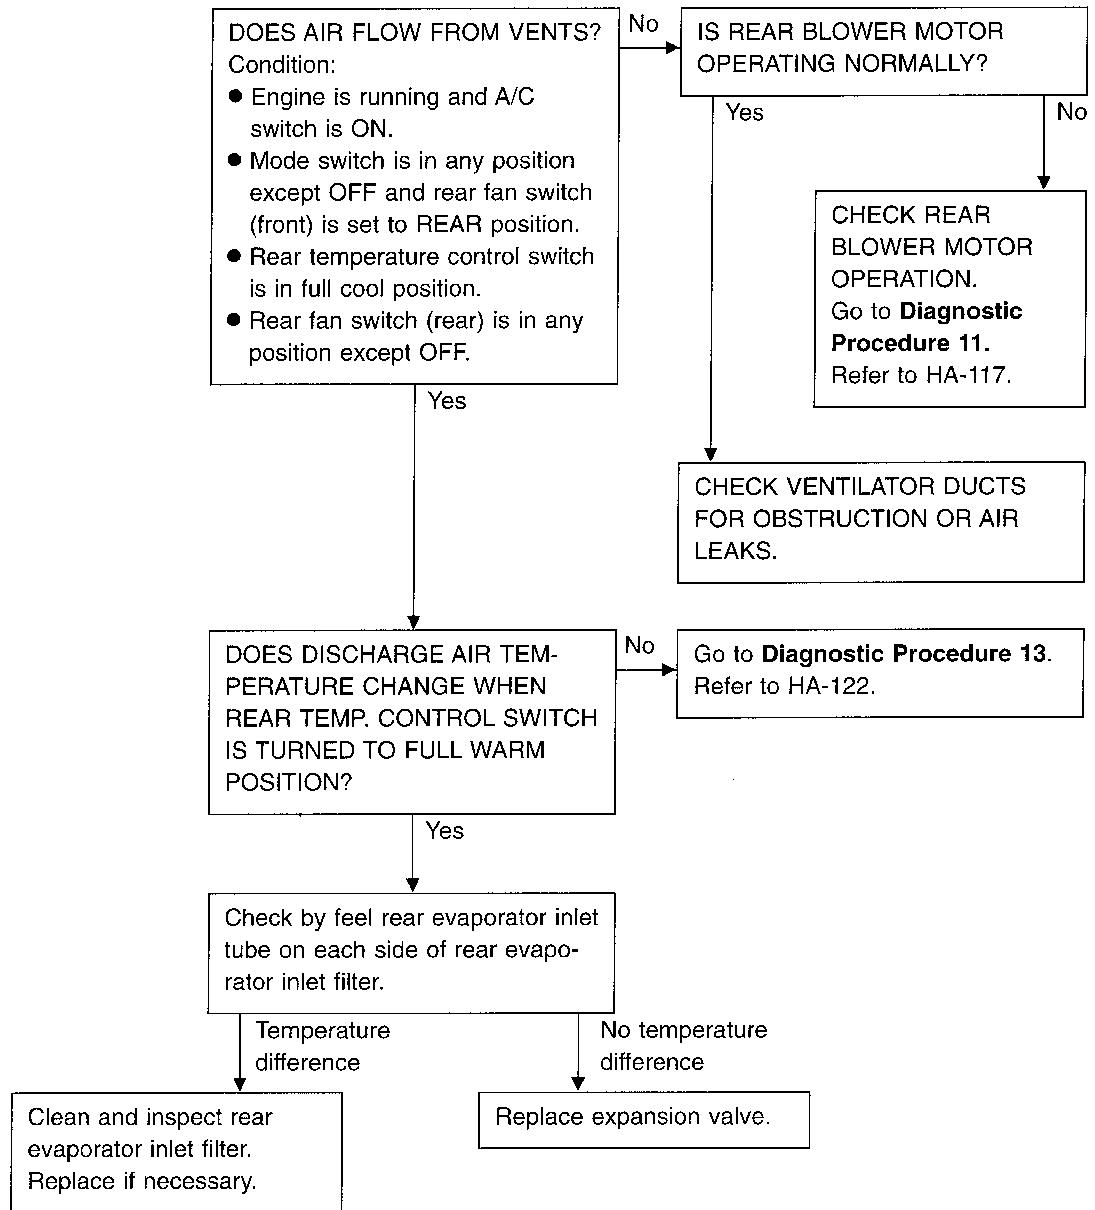 DOES AIR FLOW FROM VENTS?
Condition:
● Engine is running and A/C
switch is ON.
● Mode switch is in any position
except OFF and rear fan switch
(front) is set to REAR position.
● Rear temperature control switch
is in full cool position.
● Rear fan switch (rear) is in any
position except OFF.
No
IS REAR BLOWER MOTOR
OPERATING NORMALLY?
Yes
No
CHECK REAR
BLOWER MOTOR
OPERATION.
Go to Diagnostic
Procedure 11.
Refer to HA-117.
CHECK VENTILATOR DUCTS
FOR OBSTRUCTION OR AIR
LEAKS.
Yes
DOES DISCHARGE AIR TEM-
PERATURE CHANGE WHEN
REAR TEMP. CONTROL SWITCH
IS TURNED TO FULL WARM
POSITION?
No
Go to Diagnostic Procedure 13.
Refer to HA-122.
Yes
Check by feel rear evaporator inlet
tube on each side of rear evapo-
rator inlet filter.
Temperature
difference
No temperature
difference
Clean and inspect rear
evaporator inlet filter.
Replace if necessary.
Replace expansion valve.